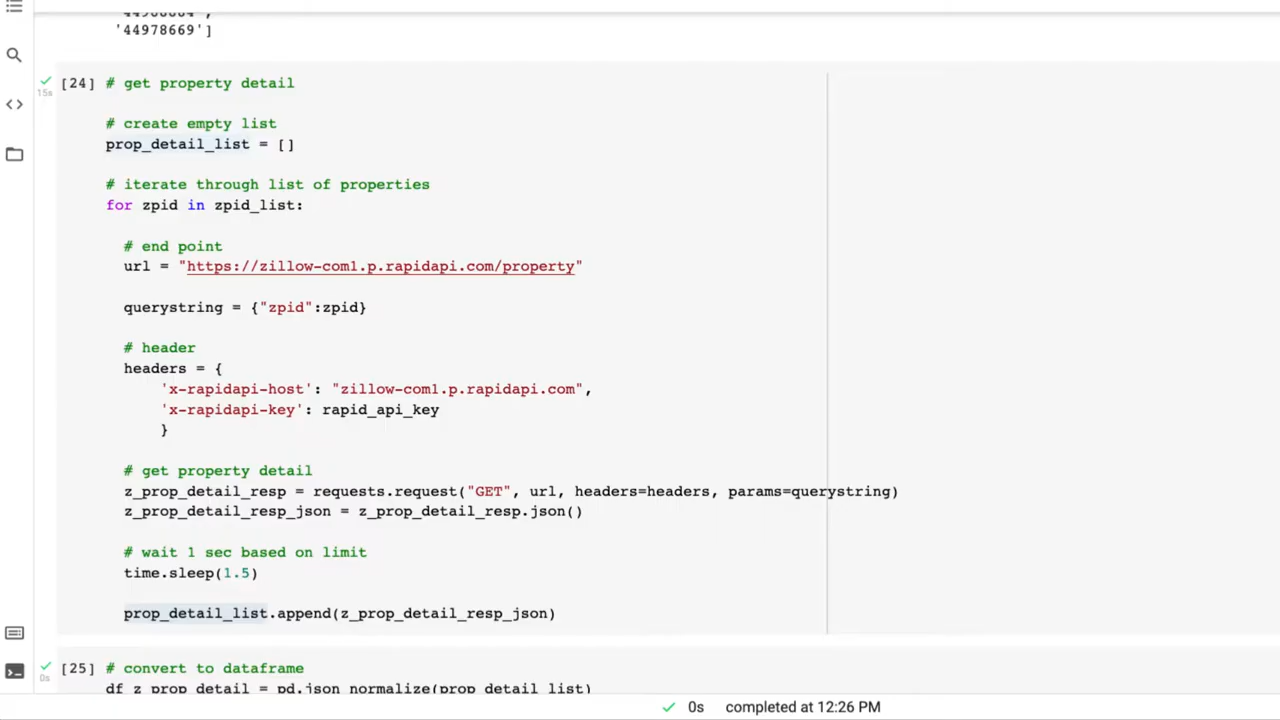 '44978669']
[24] # get property detail
15s
# create empty list
prop_detail_list = []
# iterate through list of properties
for zpid in zpid_list:
# end point
url = "https://zillow-com1.p.rapidapi.com/property"
querystring = {"zpid":zpid}
# header
headers = {
'x-rapidapi-host': "zillow-com1.p.rapidapi.com",
'x-rapidapi-key': rapid_api_key
}
# get property detail
z_prop_detail_resp = requests.request("GET", url, headers=headers, params=querystring)
z_prop_detail_resp_json = z_prop_detail_resp.json()
# wait 1 sec based on limit
time.sleep(1.5)
prop_detail_list.append(z_prop_detail_resp_json)
[25] # convert to dataframe
0s
df_z_prop_detail = pd.json_normalize(prop_detail_list)
0s completed at 12:26 PM